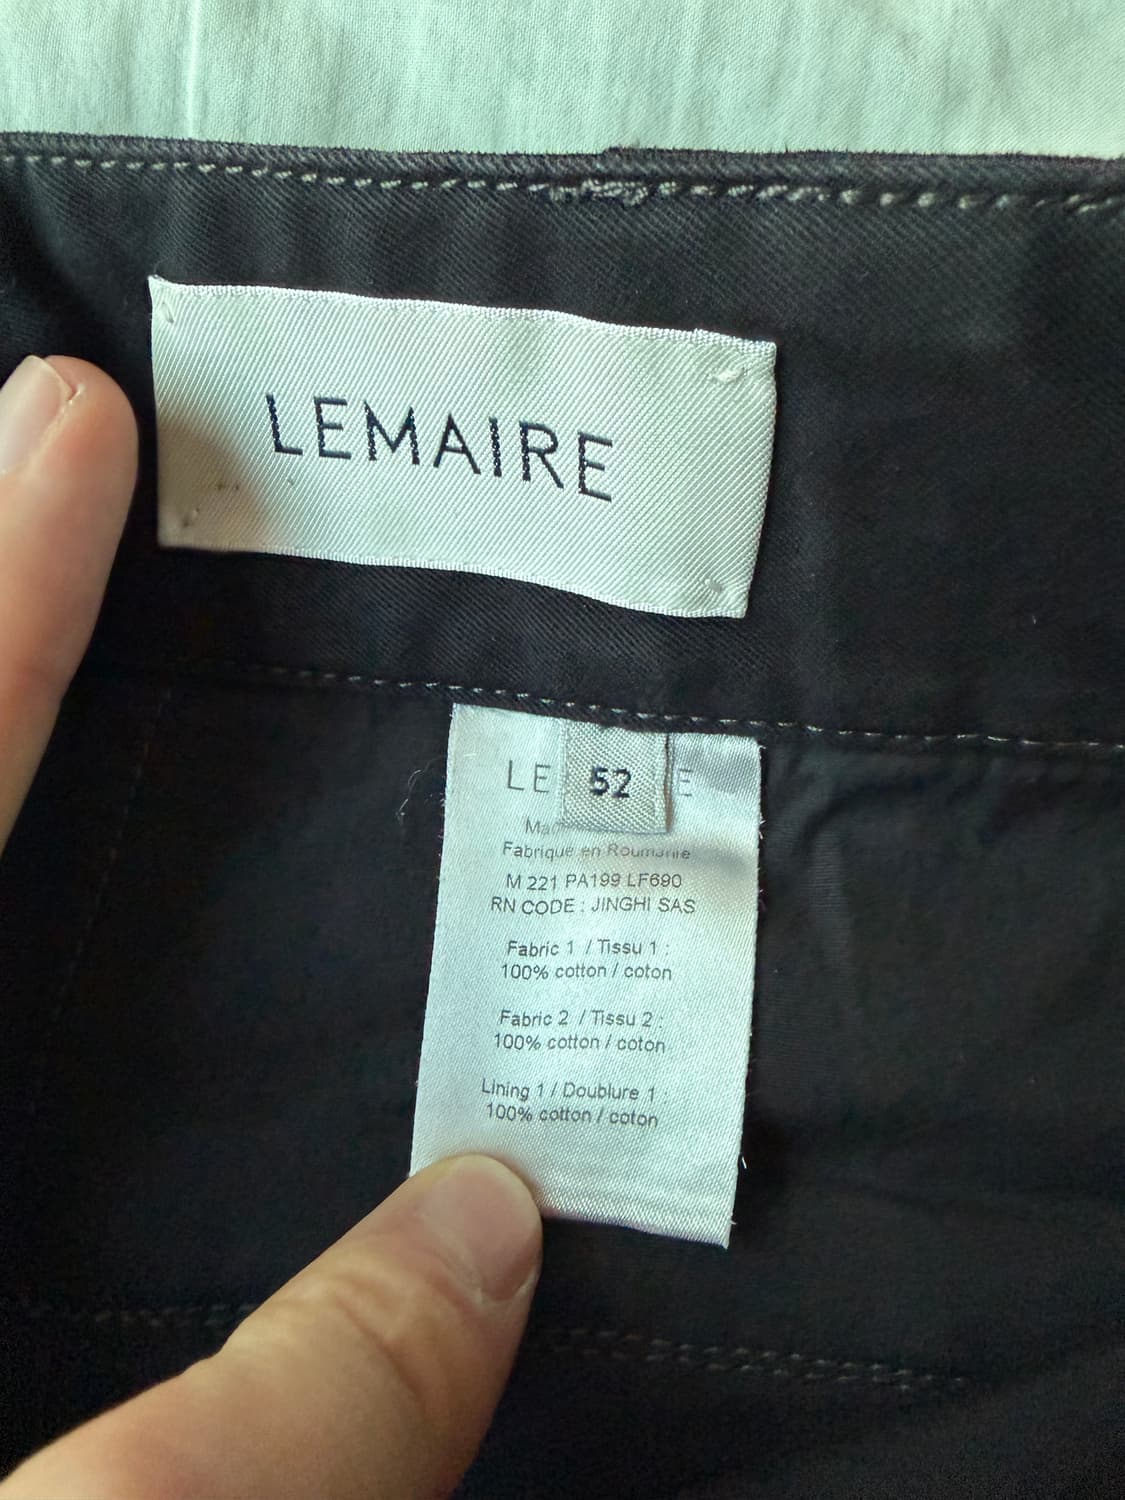 LEMAIRE
LE 52 E
Fabrique en Roumanie
M 221 PA199 LF690
RN CODE : JINGHI SAS
Fabric 1 / Tissu 1 :
100% cotton / coton
Fabric 2 / Tissu 2 :
100% cotton / coton
Lining 1 / Doublure 1 :
100% cotton / coton